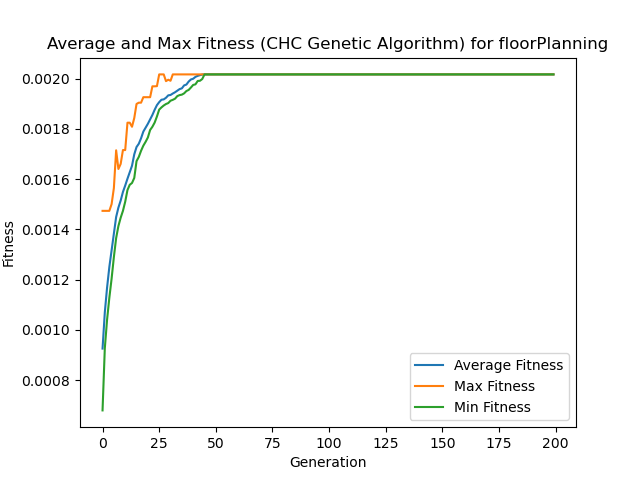 Average and Max Fitness (CHC Genetic Algorithm) for floorPlanning
Fitness
0.0020
0.0018
0.0016
0.0014
0.0012
0.0010
0.0008
Average Fitness
Max Fitness
Min Fitness
0 25 50 75 100 125 150 175 200
Generation